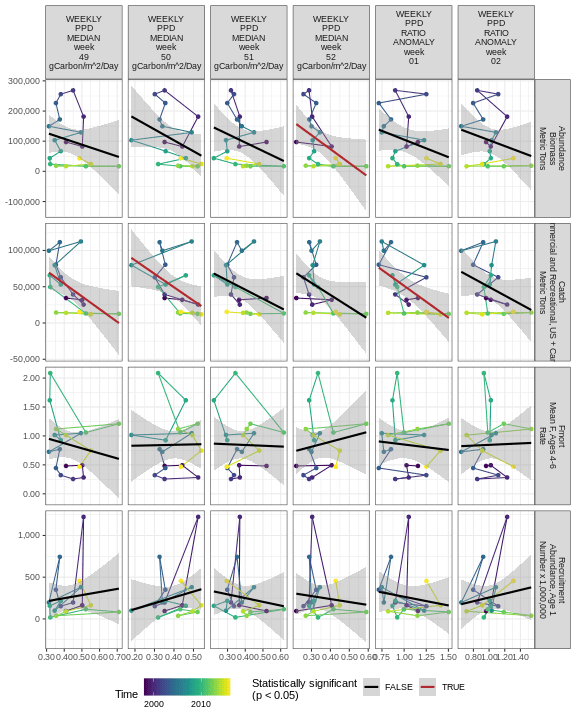 WEEKLY
PPD
MEDIAN
week
49
gCarbon/m^2/Day
WEEKLY
PPD
MEDIAN
week
50
gCarbon/m^2/Day
WEEKLY
PPD
MEDIAN
week
51
gCarbon/m^2/Day
WEEKLY
PPD
MEDIAN
week
52
gCarbon/m^2/Day
WEEKLY
PPD
RATIO
ANOMALY
week
01
WEEKLY
PPD
RATIO
ANOMALY
week
02
300,000
200,000
100,000
0
-100,000
Abundance
Biomass
Metric Tons
100,000
50,000
0
-50,000
Catch
and Recreational, US +
Metric Tons
2.00
1.50
1.00
0.50
0.00
Fmort
Mean F, Ages 4-6
Rate
1,000
500
0
Recruitment
Abundance, Age 1
Number x 1,000,000
0.30 0.40 0.50 0.60 0.70
0.20 0.30 0.40 0.50
0.30 0.40 0.50 0.60
0.20 0.30 0.40 0.50 0.60
0.75 1.00 1.25 1.50
0.80 1.00 1.20 1.40
Time
2000 2010
Statistically significant
(p < 0.05)
FALSE
TRUE